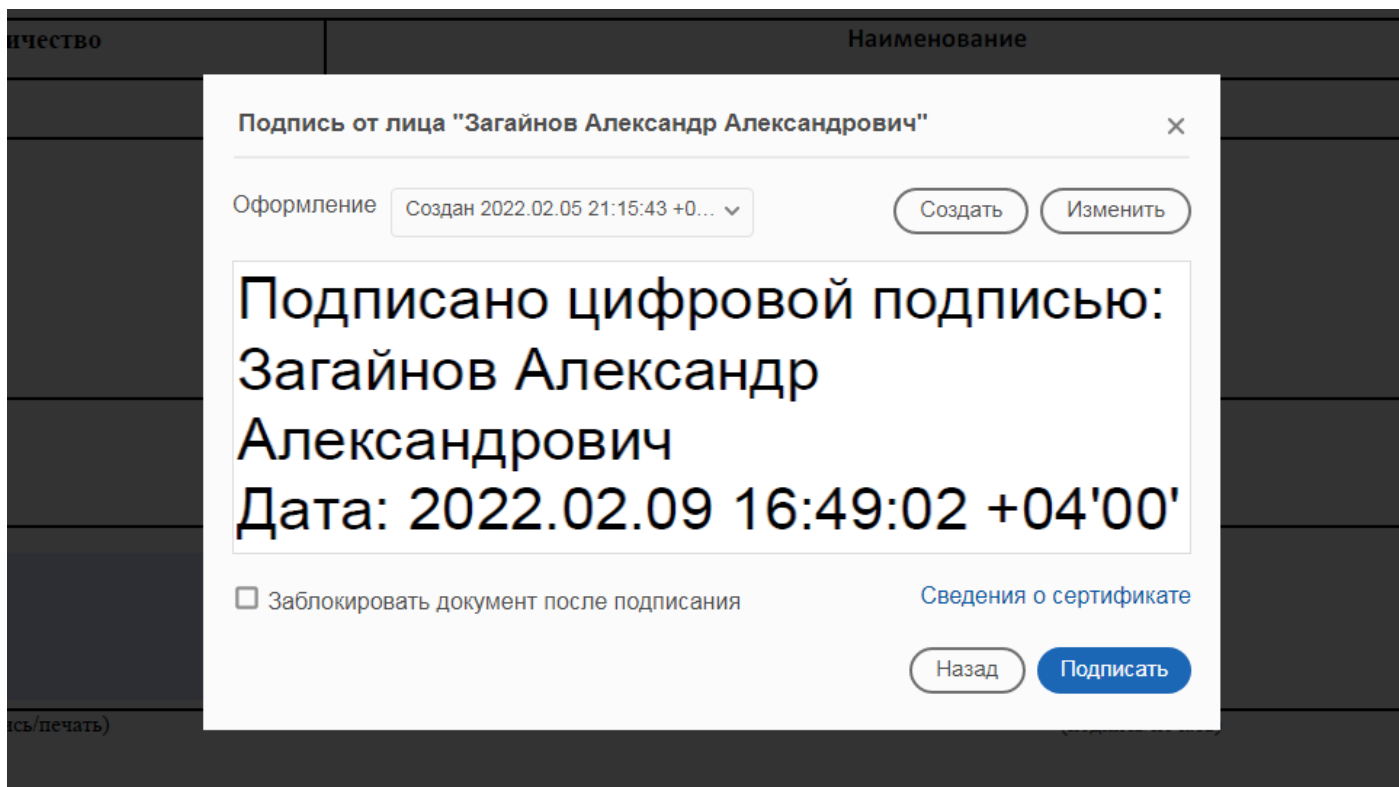 ичество
Наименование
Подпись от лица "Загайнов Александр Александрович"
Оформление
Создан 2022.02.05 21:15:43 +0...
Создать
Изменить
Подписано цифровой подписью:
Загайнов Александр
Александрович
Дата: 2022.02.09 16:49:02 +04'00'
Заблокировать документ после подписания
Сведения о сертификате
Назад
Подписать
ись/печать)